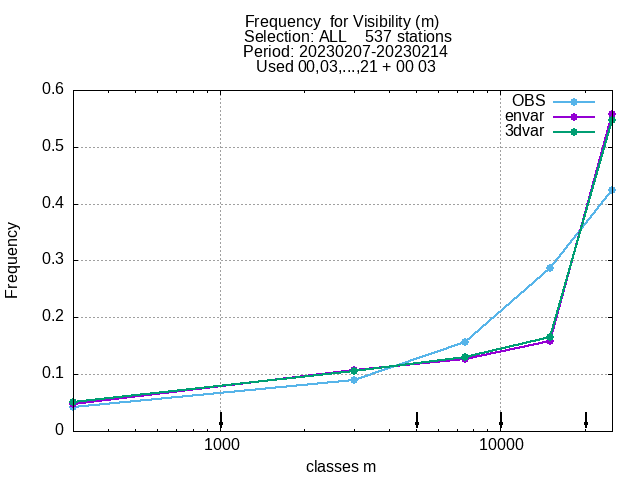 Frequency  for Visibility (m)
Selection: ALL    537 stations
Period: 20230207-20230214
Used 00,03,...,21 + 00 03
OBS
envar
3dvar
0.6
0.5
0.4
0.3
0.2
0.1
0
Frequency
1000
10000
classes m